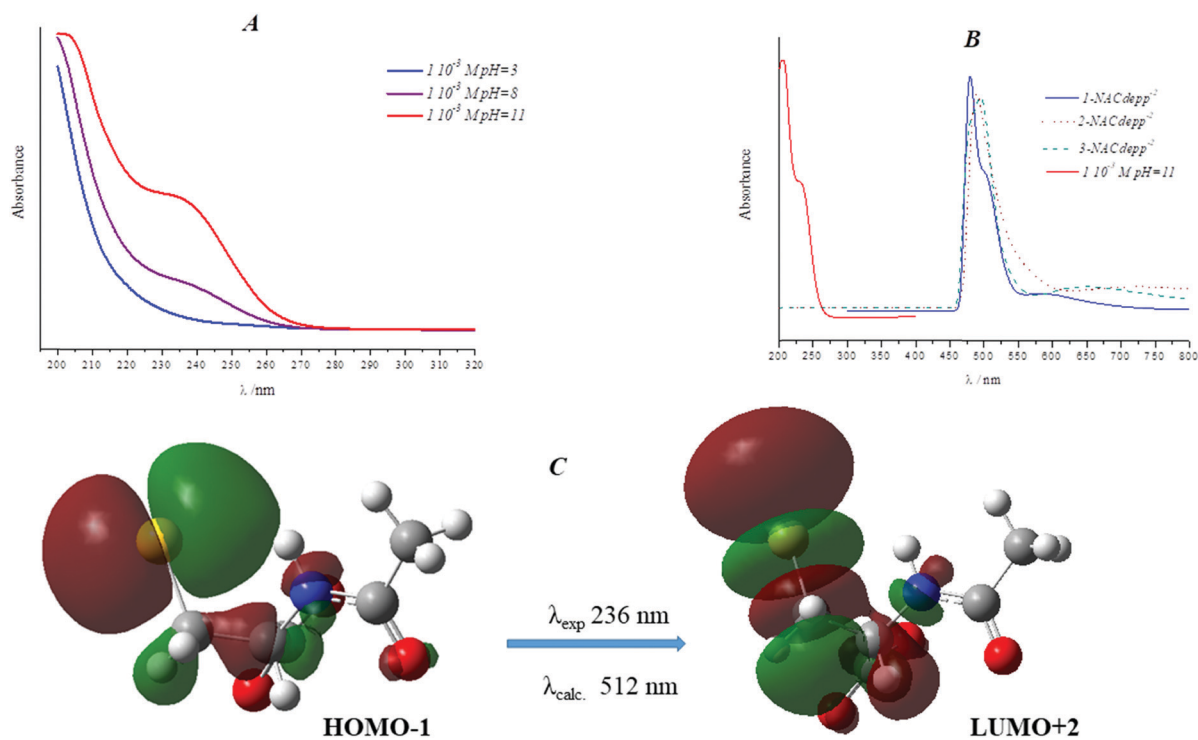 A
1 10⁻³ M pH=3
1 10⁻³ M pH=8
1 10⁻³ M pH=11
Absorbance
200 210 220 230 240 250 260 270 280 290 300 310 320
λ /nm
B
1-NACdepp⁻²
2-NACdepp⁻²
3-NACdepp⁻²
1 10⁻³ M pH=11
Absorbance
200 250 300 350 400 450 500 550 600 650 700 750 800
λ /nm
C
λexp 236 nm
λcalc. 512 nm
HOMO-1
LUMO+2